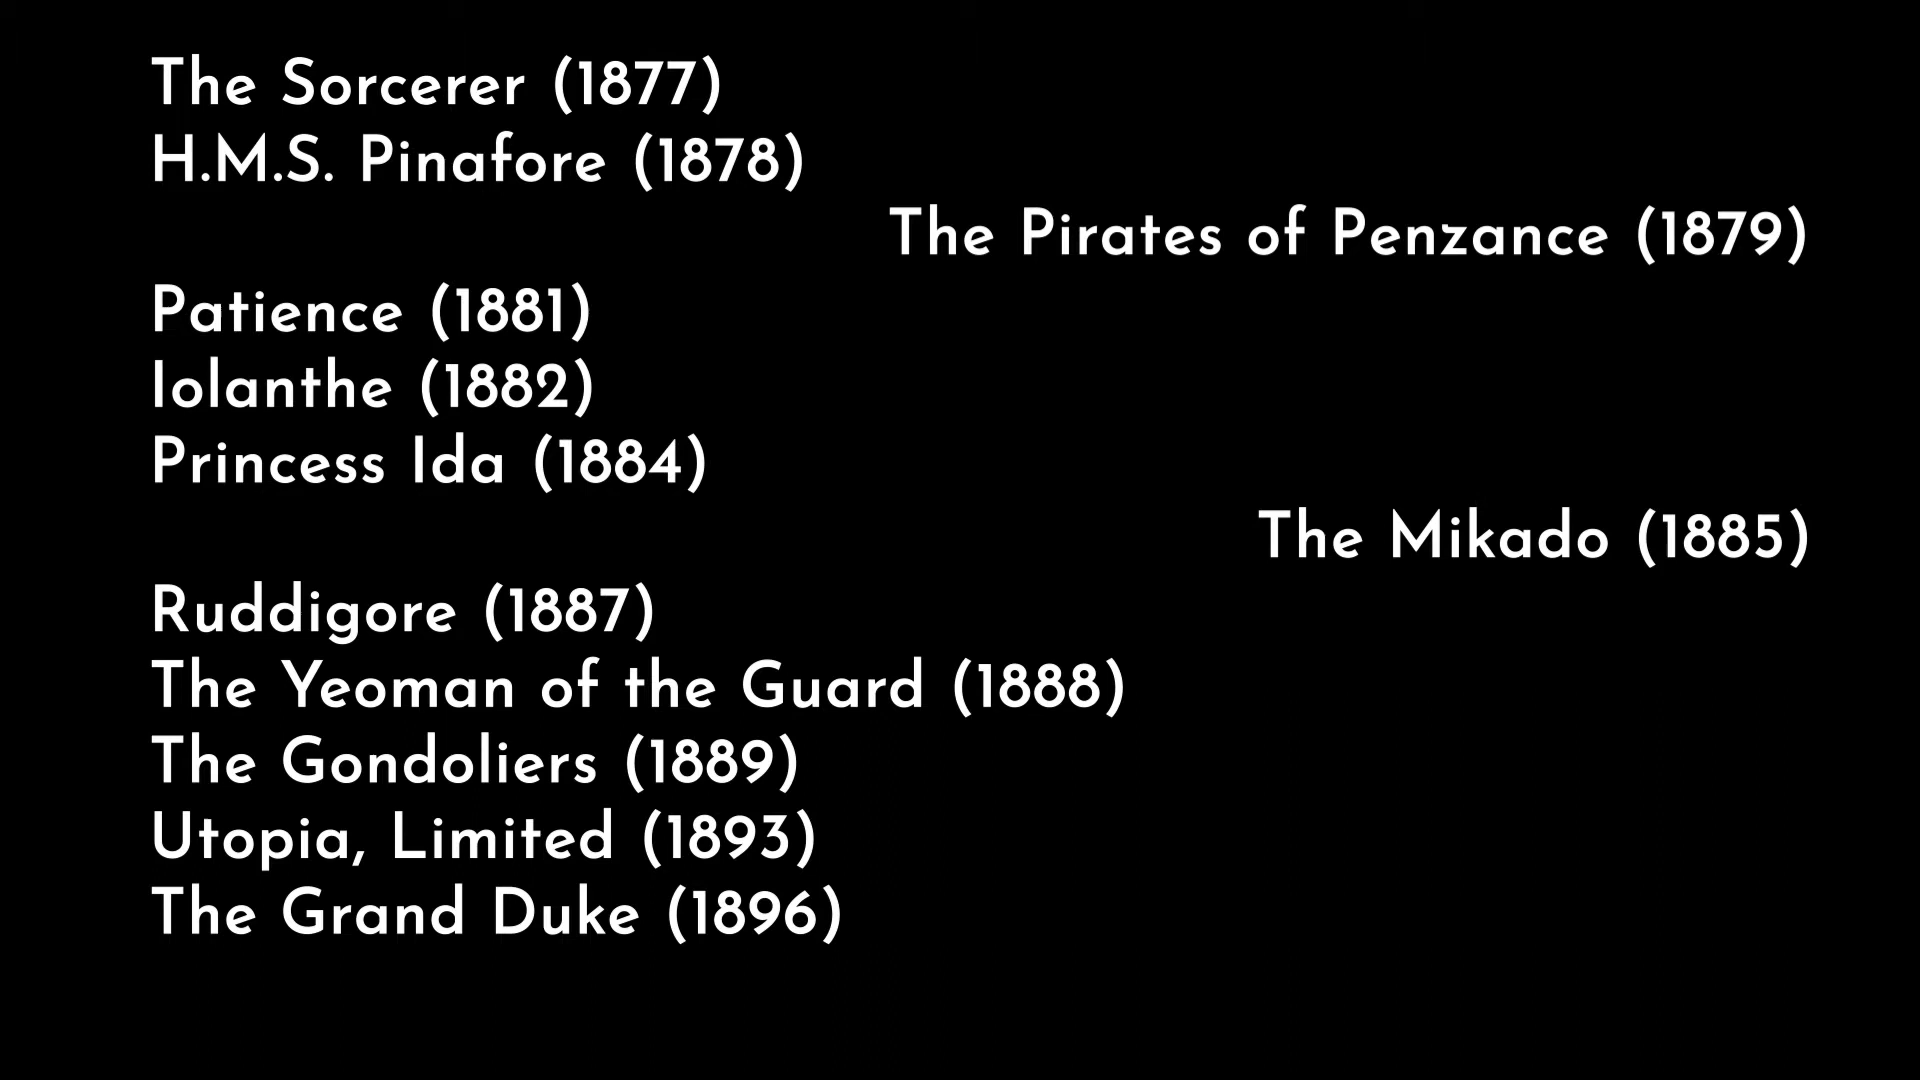 The Sorcerer (1877)
H.M.S. Pinafore (1878)
The Pirates of Penzance (1879)
Patience (1881)
Iolanthe (1882)
Princess Ida (1884)
The Mikado (1885)
Ruddigore (1887)
The Yeoman of the Guard (1888)
The Gondoliers (1889)
Utopia, Limited (1893)
The Grand Duke (1896)